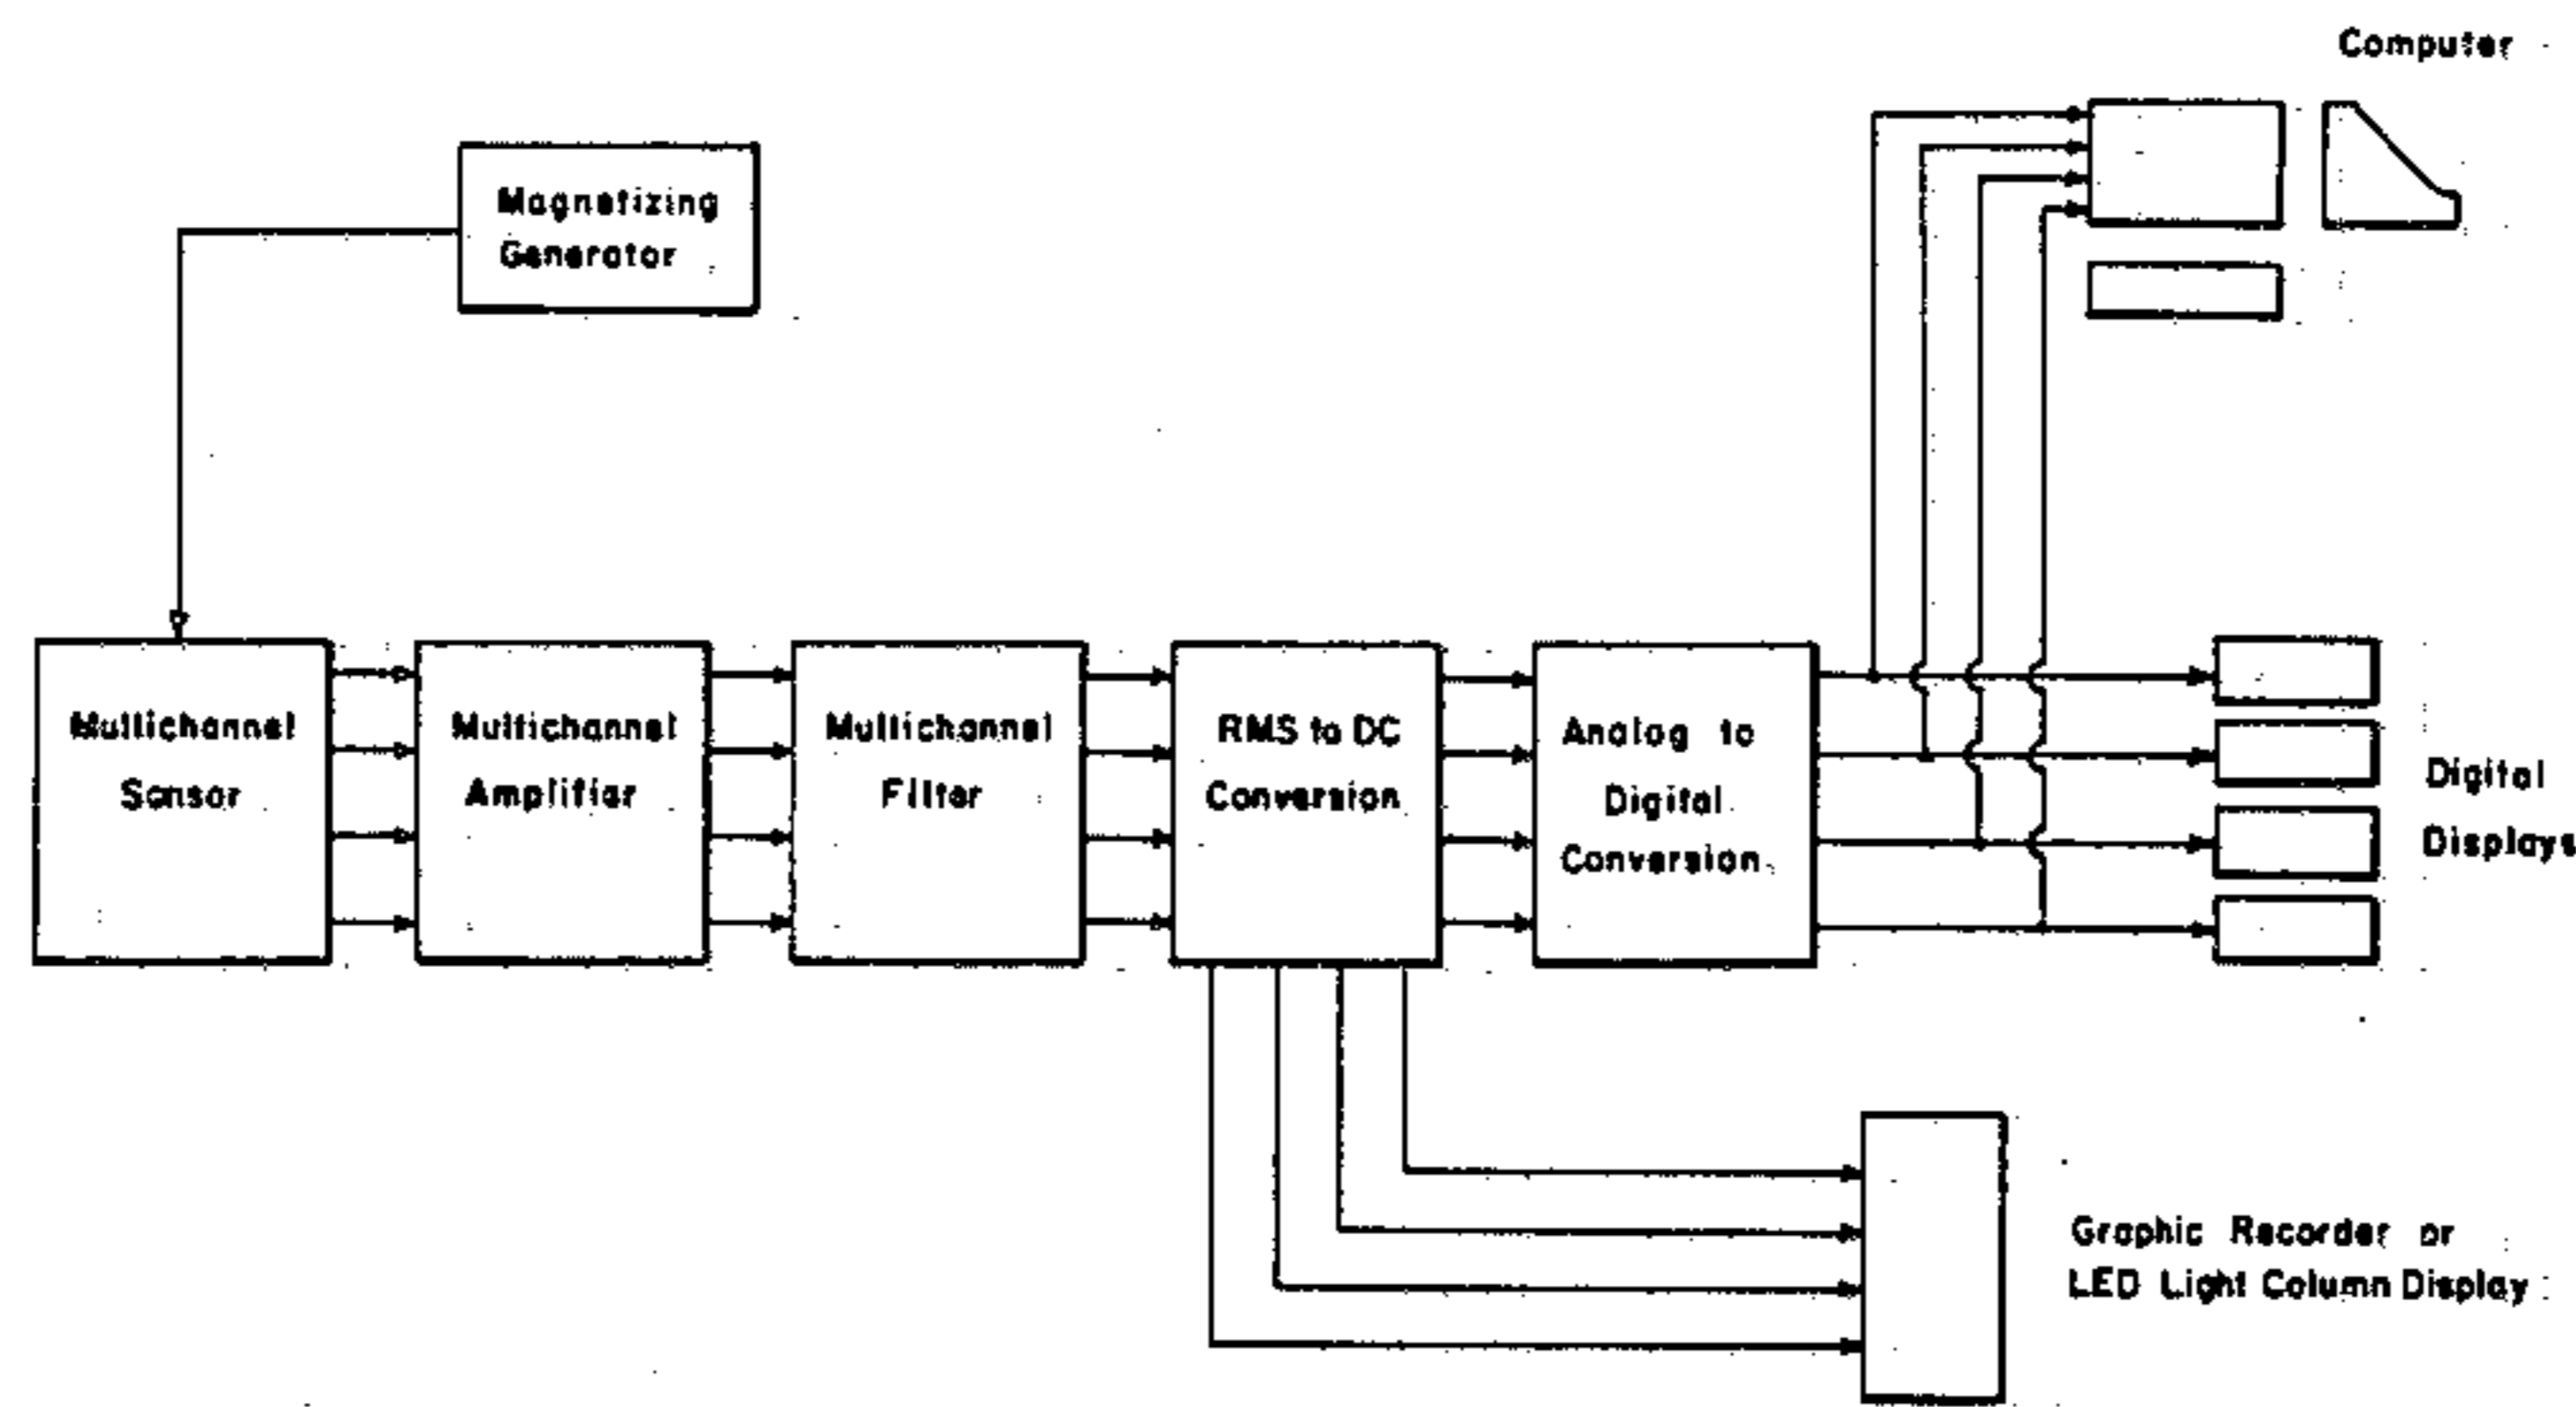 Computer
Magnetizing
Generator
Multichannel
Sensor
Multichannel
Amplifier
Multichannel
Filter
RMS to DC
Conversion
Analog to
Digital
Conversion
Digital
Displays
Graphic Recorder or
LED Light Column Display